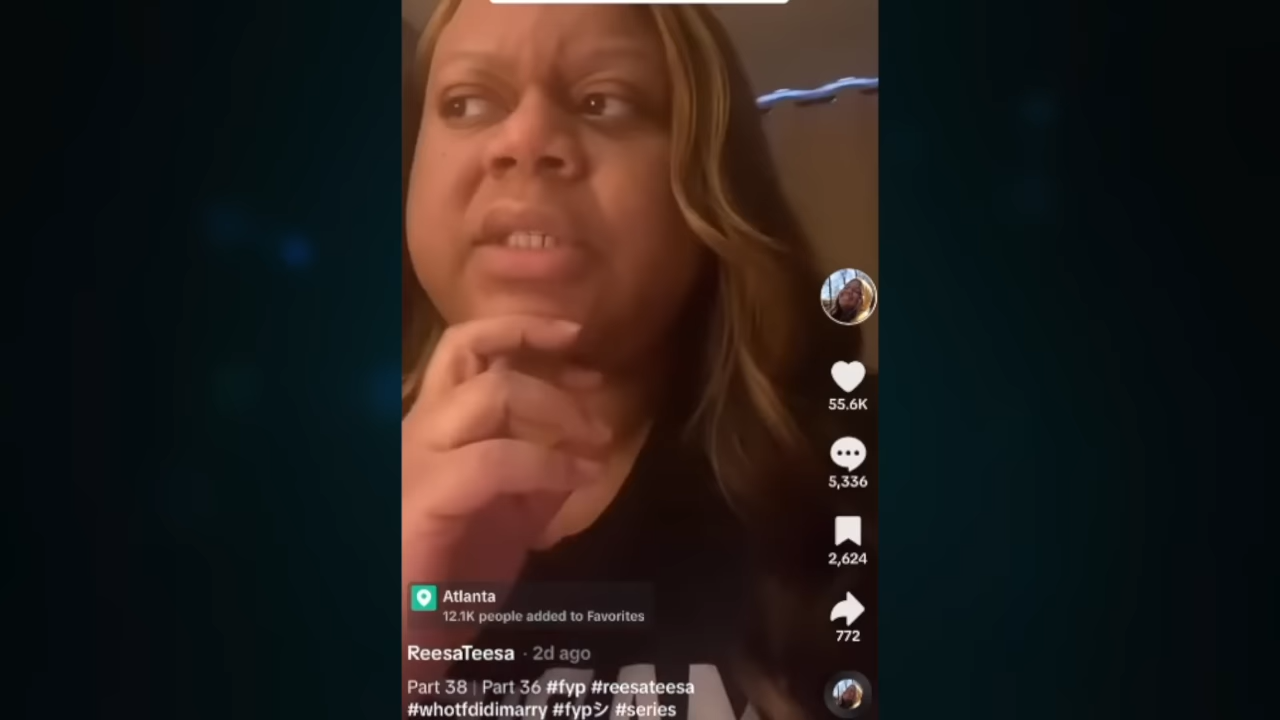 55.6K
5,336
2,624
772
Atlanta
12.1K people added to Favorites
ReesaTeesa · 2d ago
Part 38 | Part 36 #fyp #reesateesa
#whotfdidimarry #fypシ #series